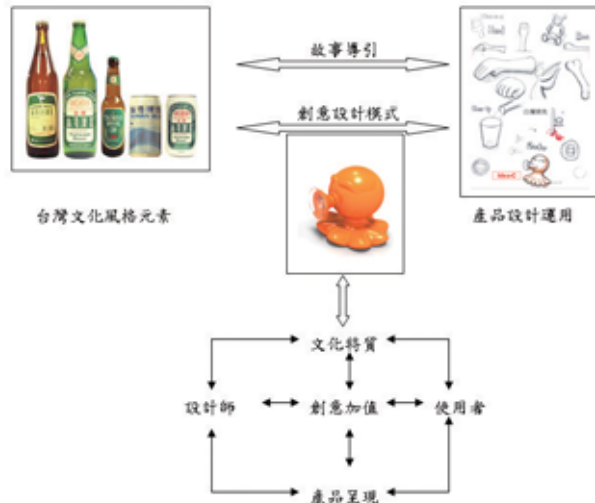 故事導引
創意設計模式
台灣文化風格元素
產品設計運用
文化特質
設計師
創意加值
使用者
產品呈現